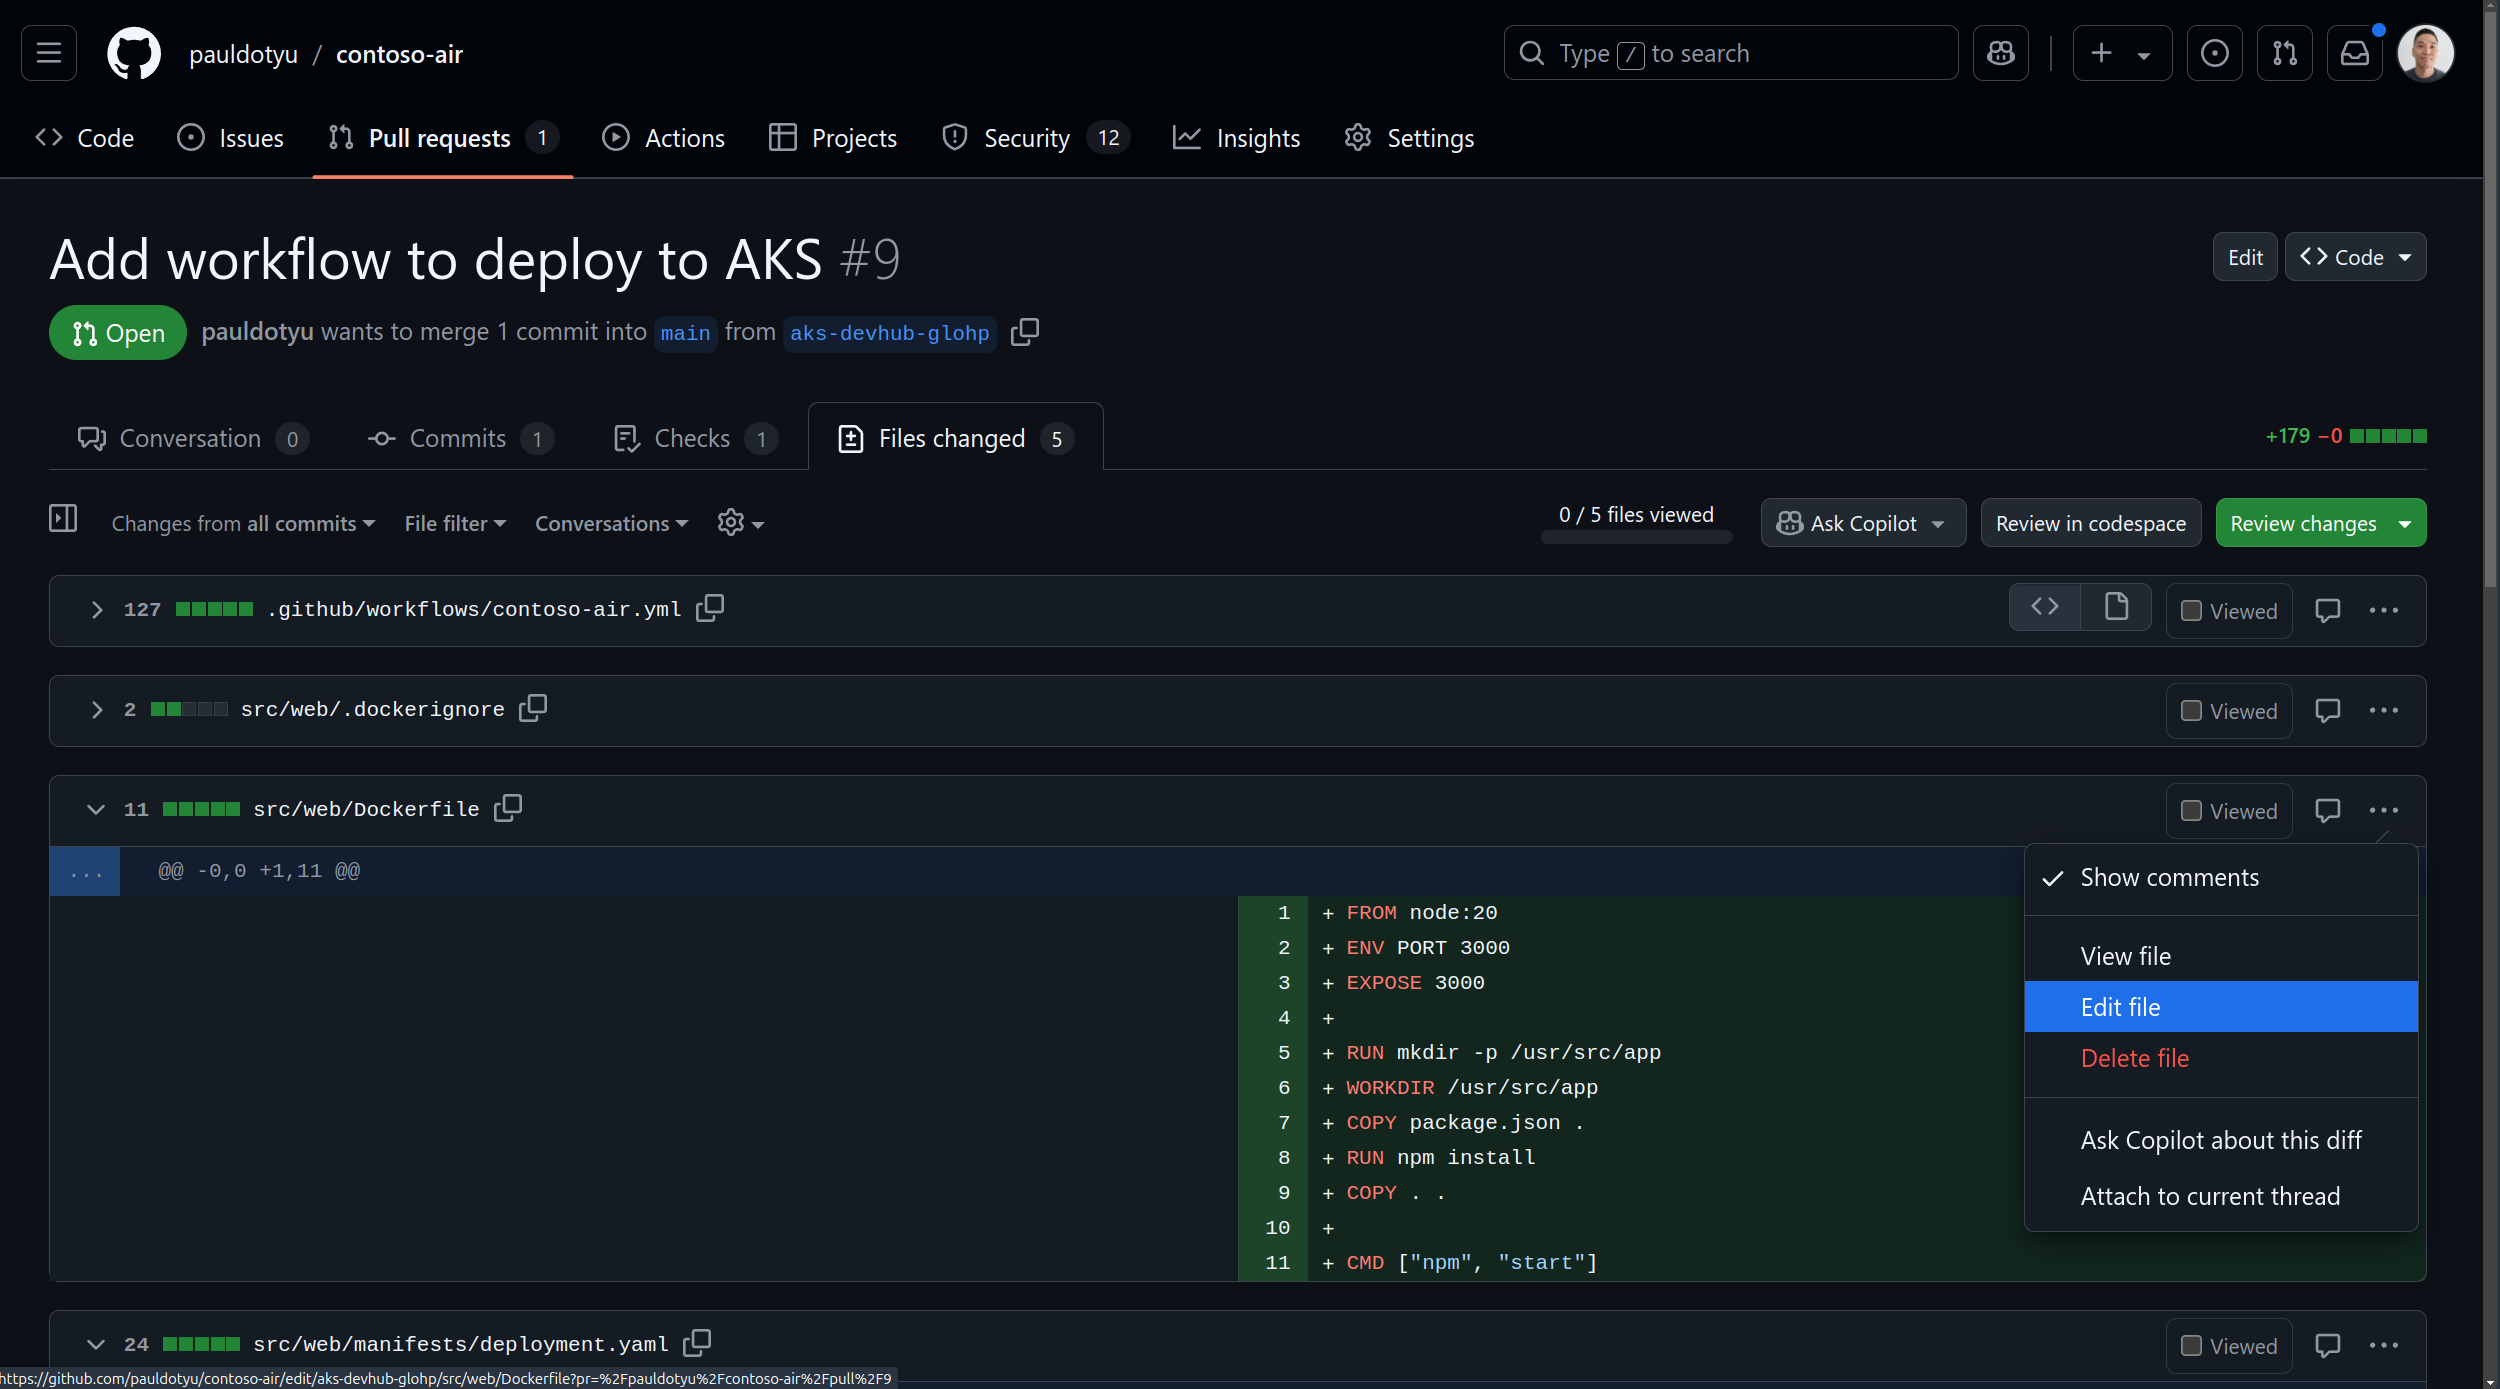 pauldotyu / contoso-air
Type / to search
Code
Issues
Pull requests 1
Actions
Projects
Security 12
Insights
Settings
Add workflow to deploy to AKS #9
Edit
Code
Open
pauldotyu wants to merge 1 commit into main from aks-devhub-glohp
Conversation 0
Commits 1
Checks 1
Files changed 5
+179 −0
Changes from all commits
File filter
Conversations
0 / 5 files viewed
Ask Copilot
Review in codespace
Review changes
127 .github/workflows/contoso-air.yml
Viewed
2 src/web/.dockerignore
Viewed
11 src/web/Dockerfile
Viewed
... @@ -0,0 +1,11 @@
1 + FROM node:20
2 + ENV PORT 3000
3 + EXPOSE 3000
4 +
5 + RUN mkdir -p /usr/src/app
6 + WORKDIR /usr/src/app
7 + COPY package.json .
8 + RUN npm install
9 + COPY . .
10 +
11 + CMD ["npm", "start"]
Show comments
View file
Edit file
Delete file
Ask Copilot about this diff
Attach to current thread
24 src/web/manifests/deployment.yaml
Viewed
https://github.com/pauldotyu/contoso-air/edit/aks-devhub-glohp/src/web/Dockerfile?pr=%2Fpauldotyu%2Fcontoso-air%2Fpull%2F9